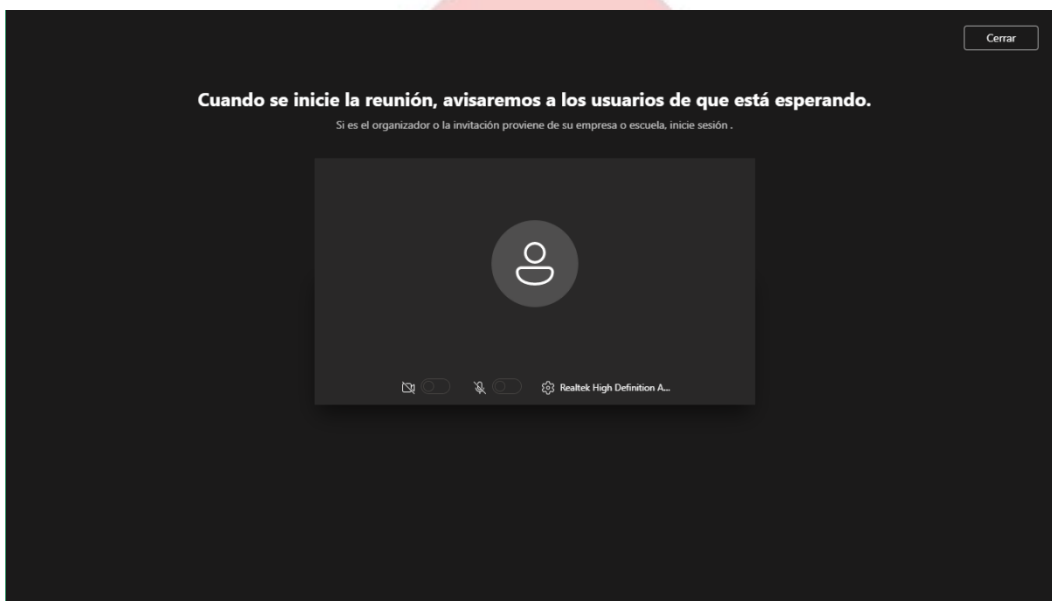 Cerrar
Cuando se inicie la reunión, avisaremos a los usuarios de que está esperando.
Si es el organizador o la invitación proviene de su empresa o escuela, inicie sesión .
Realtek High Definition A...